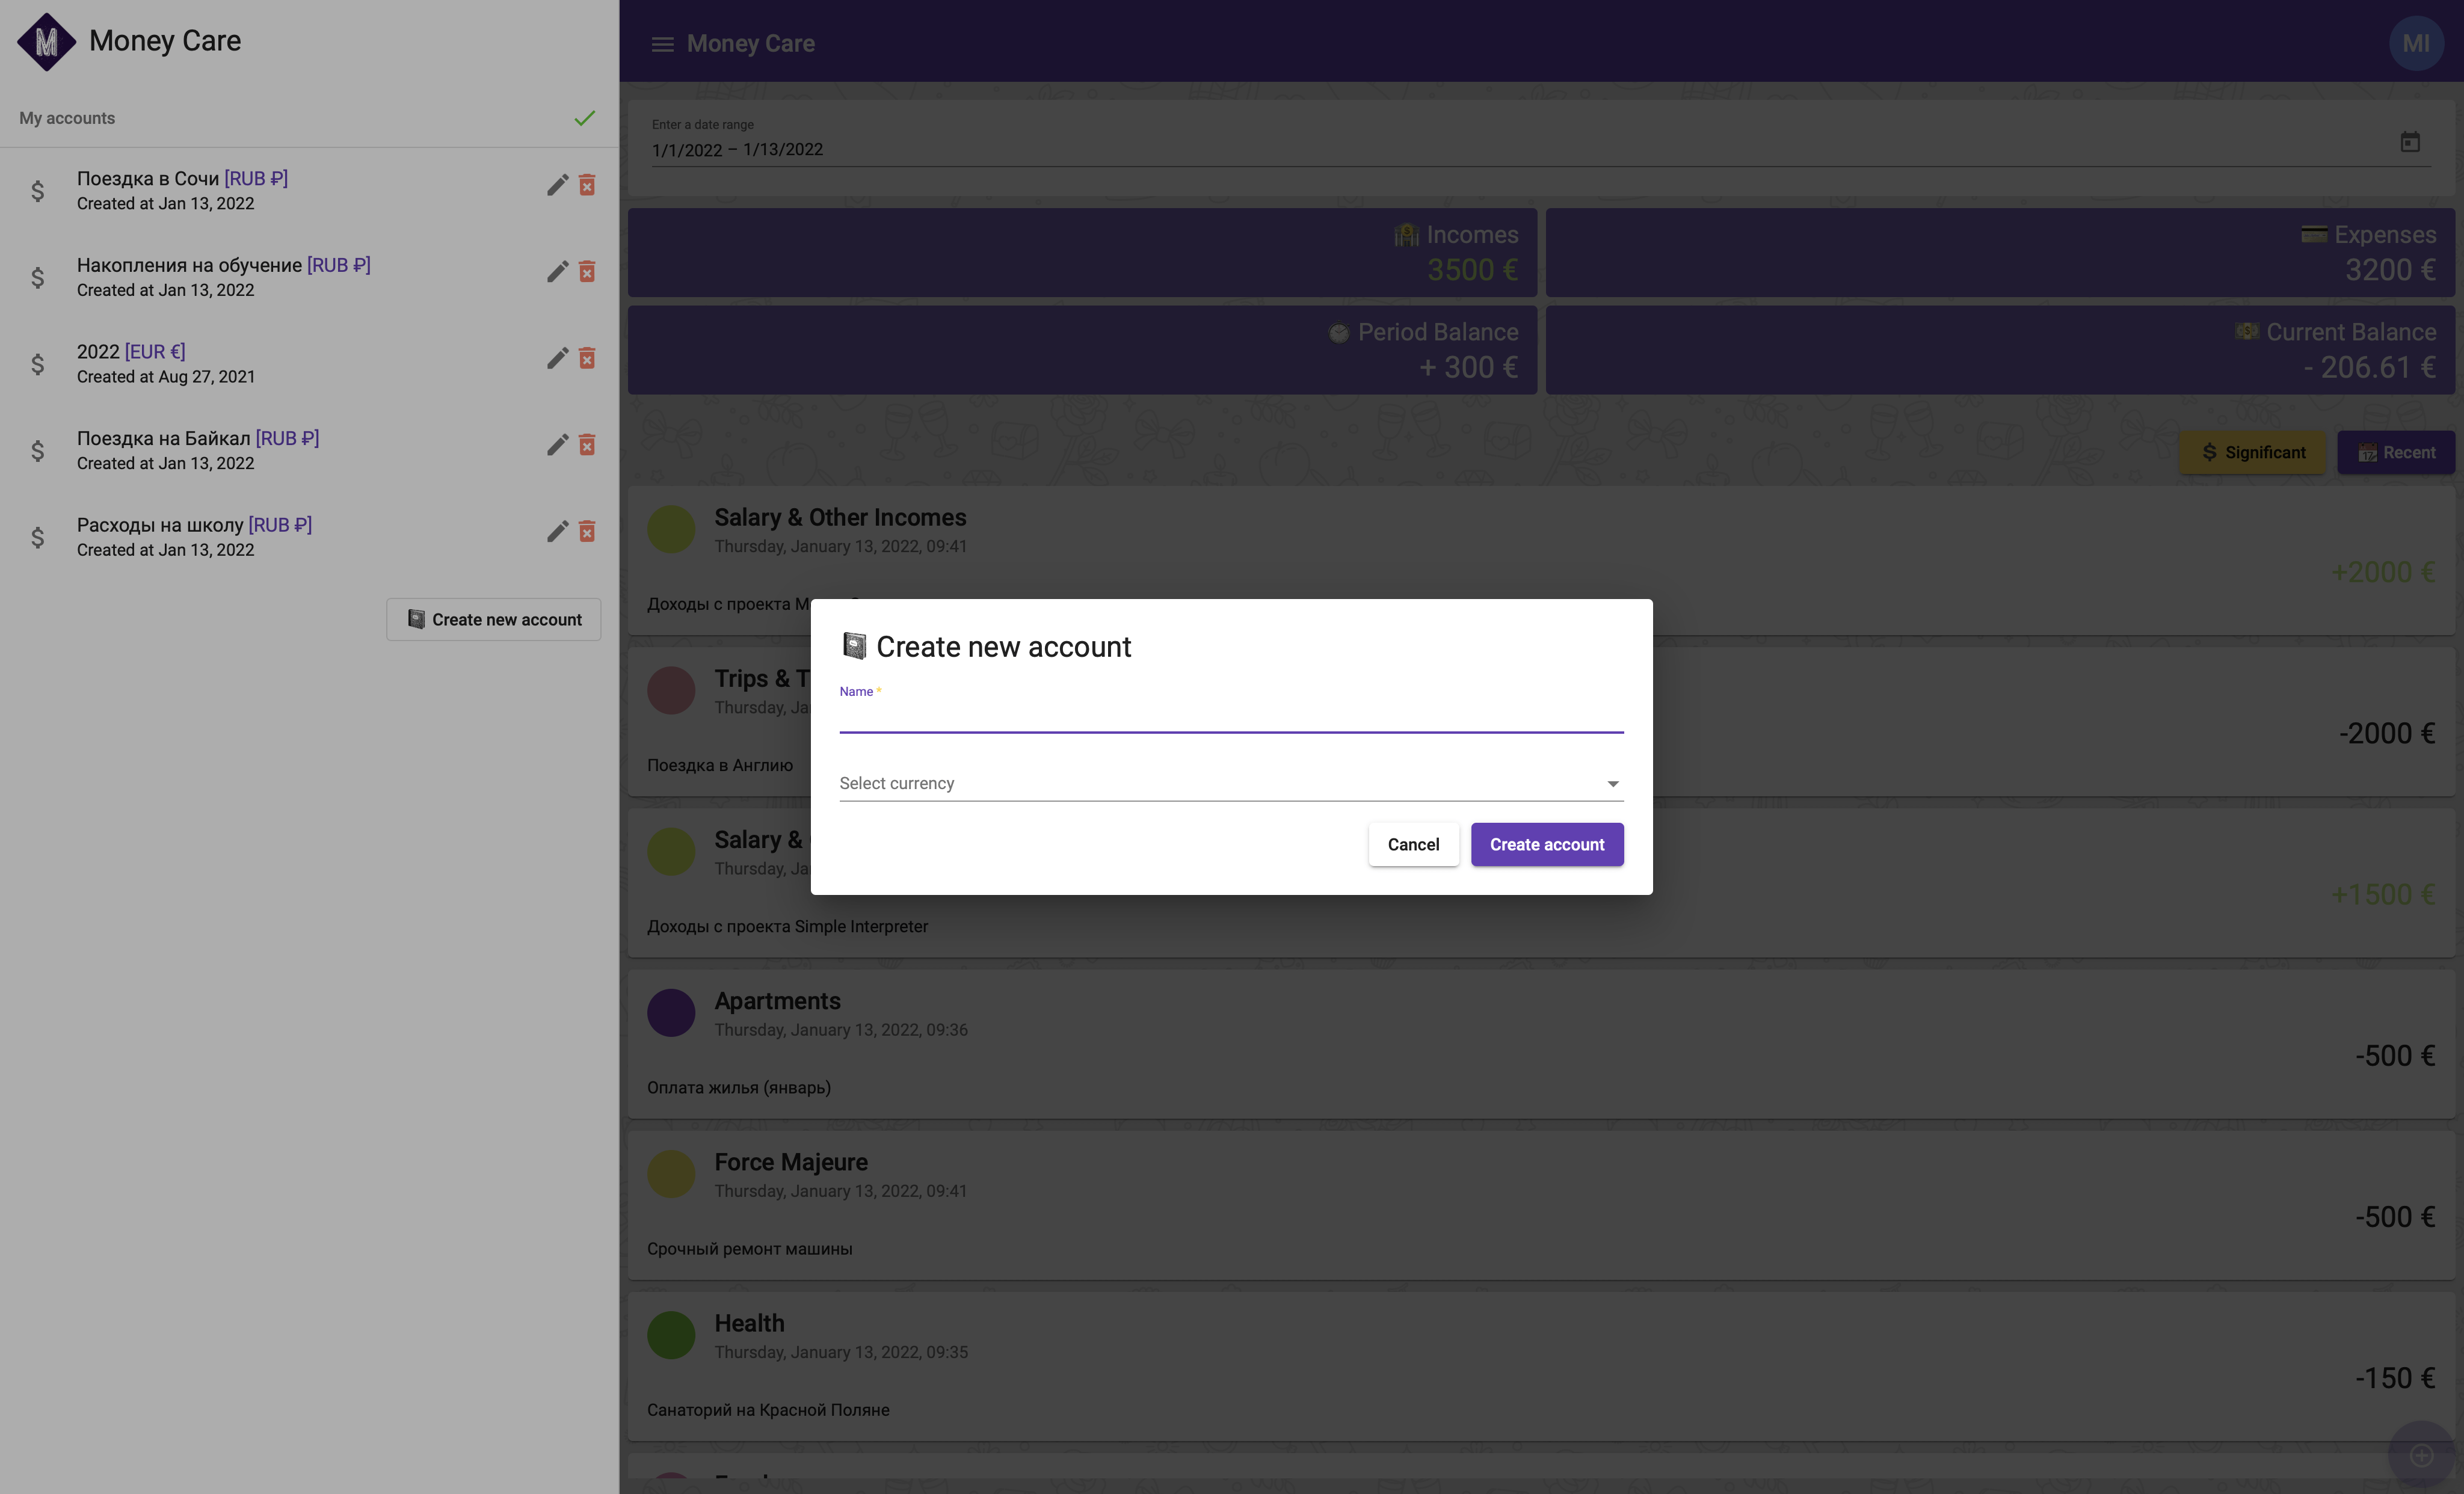 Money Care
My accounts
Поездка в Сочи [RUB ₽]
Created at Jan 13, 2022
Накопления на обучение [RUB ₽]
Created at Jan 13, 2022
2022 [EUR €]
Created at Aug 27, 2021
Поездка на Байкал [RUB ₽]
Created at Jan 13, 2022
Расходы на школу [RUB ₽]
Created at Jan 13, 2022
Create new account
Money Care
MI
Enter a date range
1/1/2022 – 1/13/2022
Incomes
3500 €
Expenses
3200 €
Period Balance
+ 300 €
Current Balance
- 206.61 €
Significant
Recent
Salary & Other Incomes
Thursday, January 13, 2022, 09:41
+2000 €
Доходы с проекта
Trips &
Thursday,
-2000 €
Поездка в Англию
Salary &
Thursday,
+1500 €
Доходы с проекта Simple Interpreter
Apartments
Thursday, January 13, 2022, 09:36
-500 €
Оплата жилья (январь)
Force Majeure
Thursday, January 13, 2022, 09:41
-500 €
Срочный ремонт машины
Health
Thursday, January 13, 2022, 09:35
-150 €
Санаторий на Красной Поляне
Create new account
Name *
Select currency
Cancel
Create account